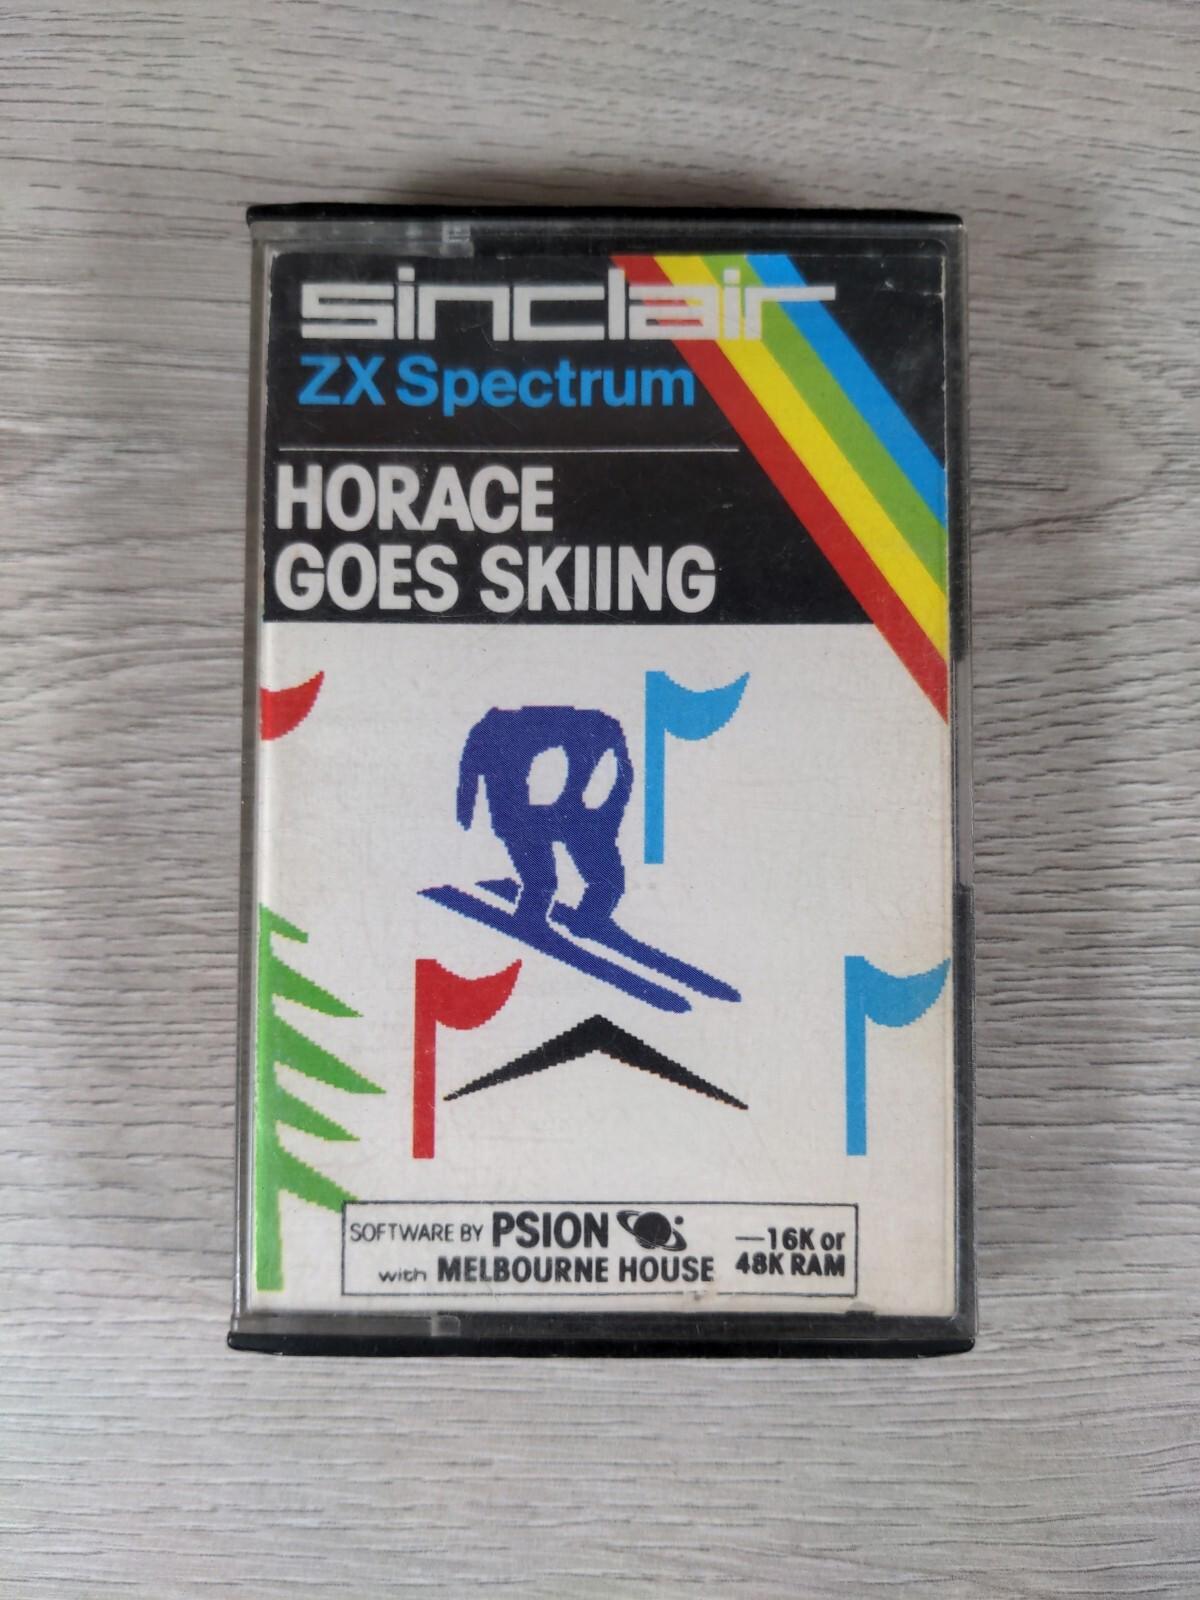 sinclair
ZX Spectrum
HORACE
GOES SKIING
SOFTWARE BY PSION
with MELBOURNE HOUSE
—16K or
48K RAM